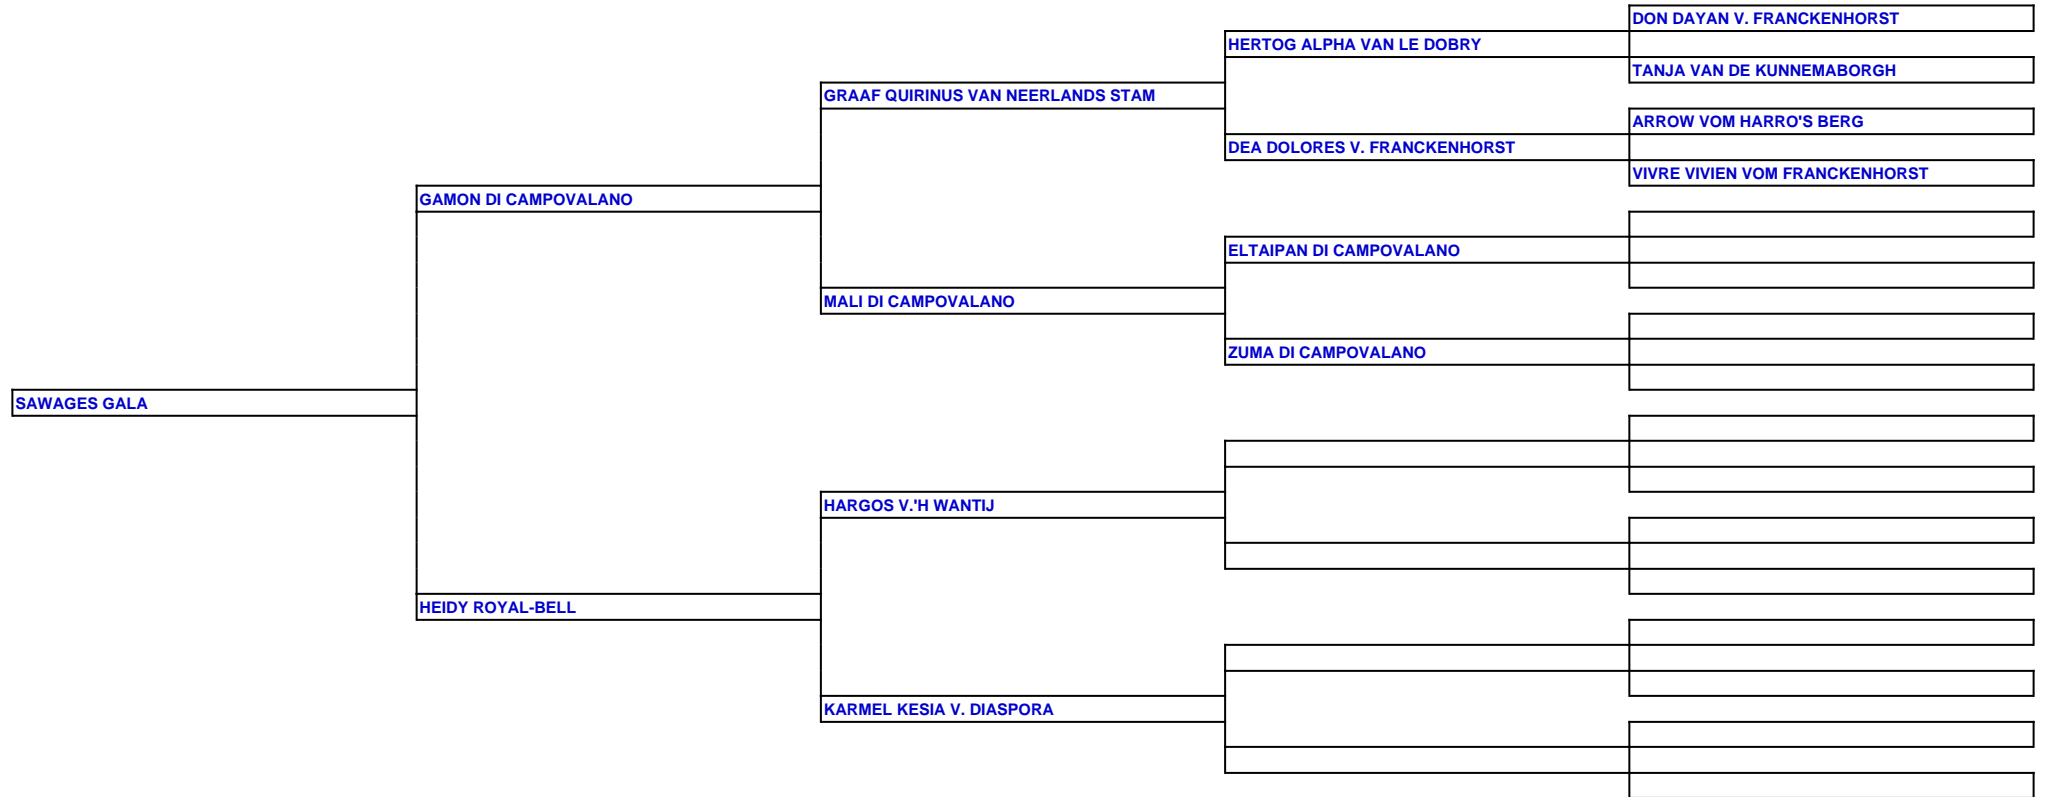 DON DAYAN V. FRANCKENHORST
HERTOG ALPHA VAN LE DOBRY
TANJA VAN DE KUNNEMABORGH
GRAAF QUIRINUS VAN NEERLANDS STAM
ARROW VOM HARRO'S BERG
DEA DOLORES V. FRANCKENHORST
VIVRE VIVIEN VOM FRANCKENHORST
GAMON DI CAMPOVALANO
ELTAIPAN DI CAMPOVALANO
MALI DI CAMPOVALANO
ZUMA DI CAMPOVALANO
SAWAGES GALA
HARGOS V.'H WANTIJ
HEIDY ROYAL-BELL
KARMEL KESIA V. DIASPORA